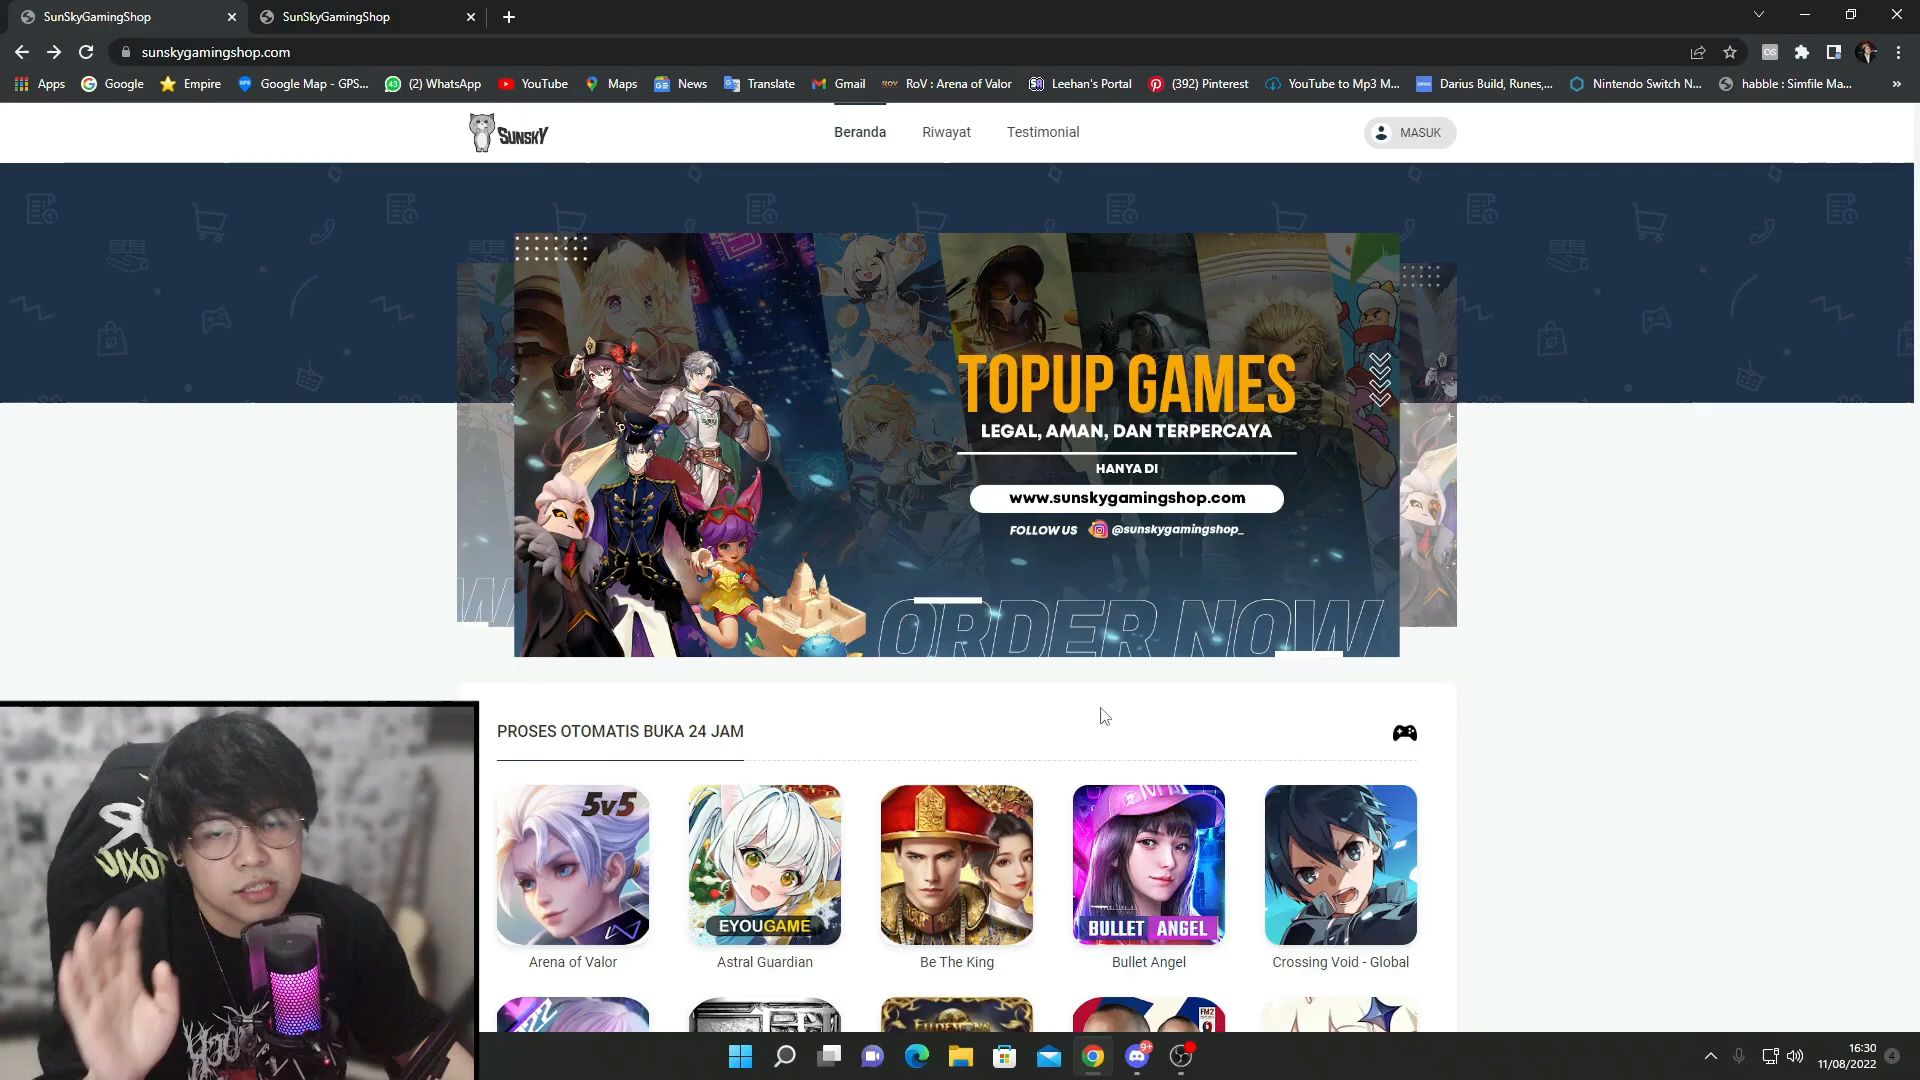 SunSkyGamingShop
SunSkyGamingShop
sunskygamingshop.com
Apps
Google
Empire
Google Map - GPS...
(2) WhatsApp
YouTube
Maps
News
Translate
Gmail
RoV : Arena of Valor
Leehan's Portal
(392) Pinterest
YouTube to Mp3 M...
Darius Build, Runes,...
Nintendo Switch N...
habble : Simfile Ma...
»
SUNSKY
Beranda
Riwayat
Testimonial
MASUK
TOPUP GAMES
LEGAL, AMAN, DAN TERPERCAYA
HANYA DI
www.sunskygamingshop.com
FOLLOW US @sunskygamingshop_
ORDER NOW
PROSES OTOMATIS BUKA 24 JAM
5v5
EYOUGAME
BULLET ANGEL
Arena of Valor
Astral Guardian
Be The King
Bullet Angel
Crossing Void - Global
FM2
9+
16:30
11/08/2022
4